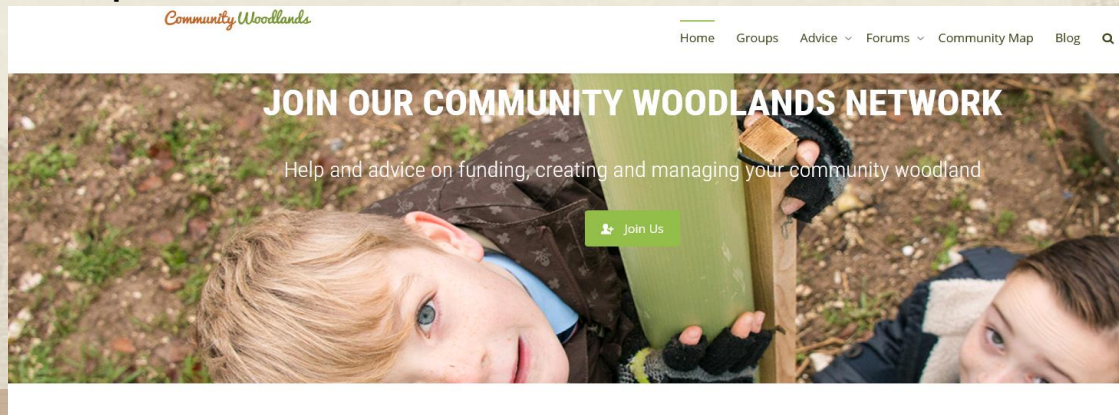 Community Woodlands
Home Groups Advice Forums Community Map Blog
JOIN OUR COMMUNITY WOODLANDS NETWORK
Help and advice on funding, creating and managing your community woodland
Join Us